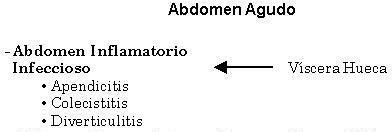 Abdomen Agudo
- Abdomen Inflamatorio
Infeccioso
Víscera Hueca
• Apendicitis
• Colecistitis
• Diverticulitis